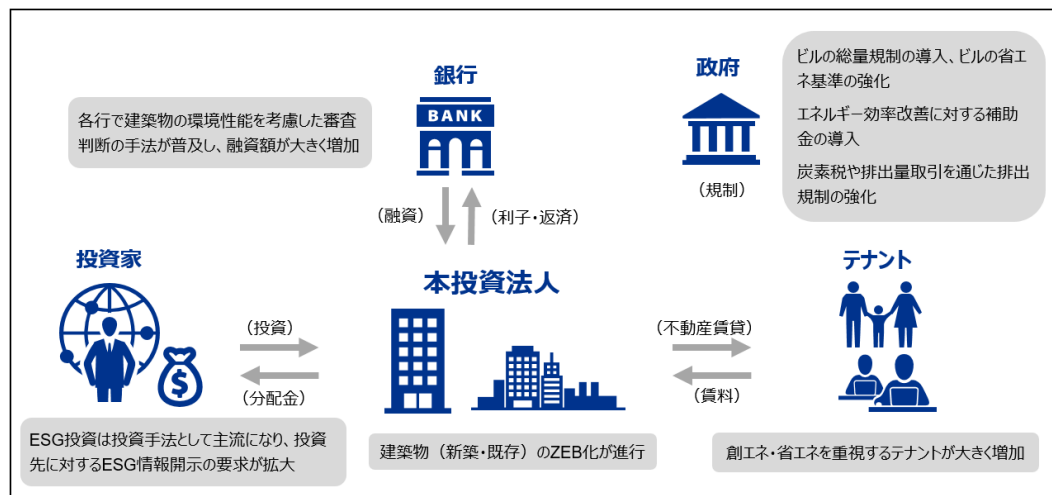 銀行
BANK
各行で建築物の環境性能を考慮した審査
判断の手法が普及し、融資額が大きく増加
政府
(規制)
ビルの総量規制の導入、ビルの省エ
ネ基準の強化
エネルギー効率改善に対する補助
金の導入
炭素税や排出量取引を通じた排出
規制の強化
(融資)
(利子・返済)
投資家
$
(投資)
(分配金)
ESG投資は投資手法として主流になり、投資
先に対するESG情報開示の要求が拡大
本投資法人
建築物（新築・既存）のZEB化が進行
(不動産賃貸)
(賃料)
テナント
創エネ・省エネを重視するテナントが大きく増加